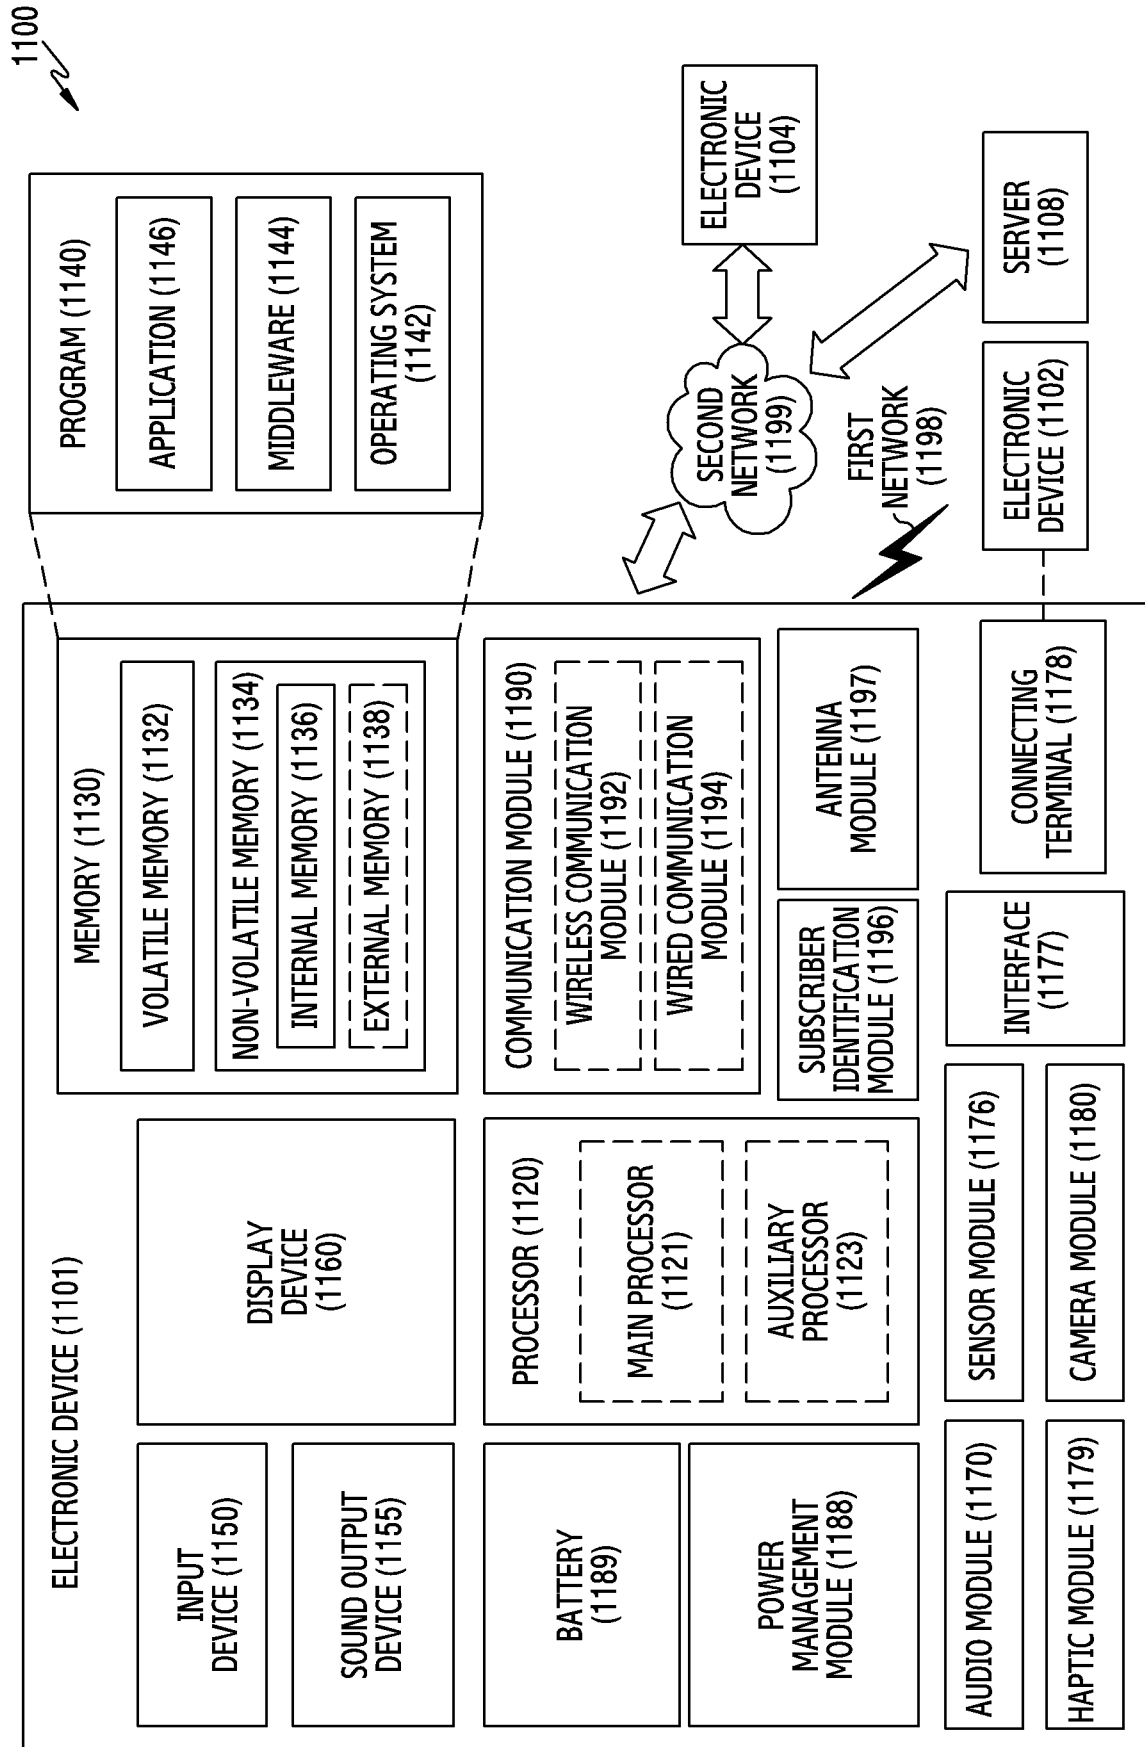 1100
ELECTRONIC DEVICE (1101)
INPUT
DEVICE (1150)
SOUND OUTPUT
DEVICE (1155)
DISPLAY
DEVICE
(1160)
MEMORY (1130)
VOLATILE MEMORY (1132)
NON-VOLATILE MEMORY (1134)
INTERNAL MEMORY (1136)
EXTERNAL MEMORY (1138)
PROGRAM (1140)
APPLICATION (1146)
MIDDLEWARE (1144)
OPERATING SYSTEM
(1142)
BATTERY
(1189)
POWER
MANAGEMENT
MODULE (1188)
PROCESSOR (1120)
MAIN PROCESSOR
(1121)
AUXILIARY
PROCESSOR
(1123)
COMMUNICATION MODULE (1190)
WIRELESS COMMUNICATION
MODULE (1192)
WIRED COMMUNICATION
MODULE (1194)
SUBSCRIBER
IDENTIFICATION
MODULE (1196)
ANTENNA
MODULE (1197)
SECOND
NETWORK
(1199)
ELECTRONIC
DEVICE
(1104)
FIRST
NETWORK
(1198)
AUDIO MODULE (1170)
SENSOR MODULE (1176)
HAPTIC MODULE (1179)
CAMERA MODULE (1180)
INTERFACE
(1177)
CONNECTING
TERMINAL (1178)
ELECTRONIC
DEVICE (1102)
SERVER
(1108)